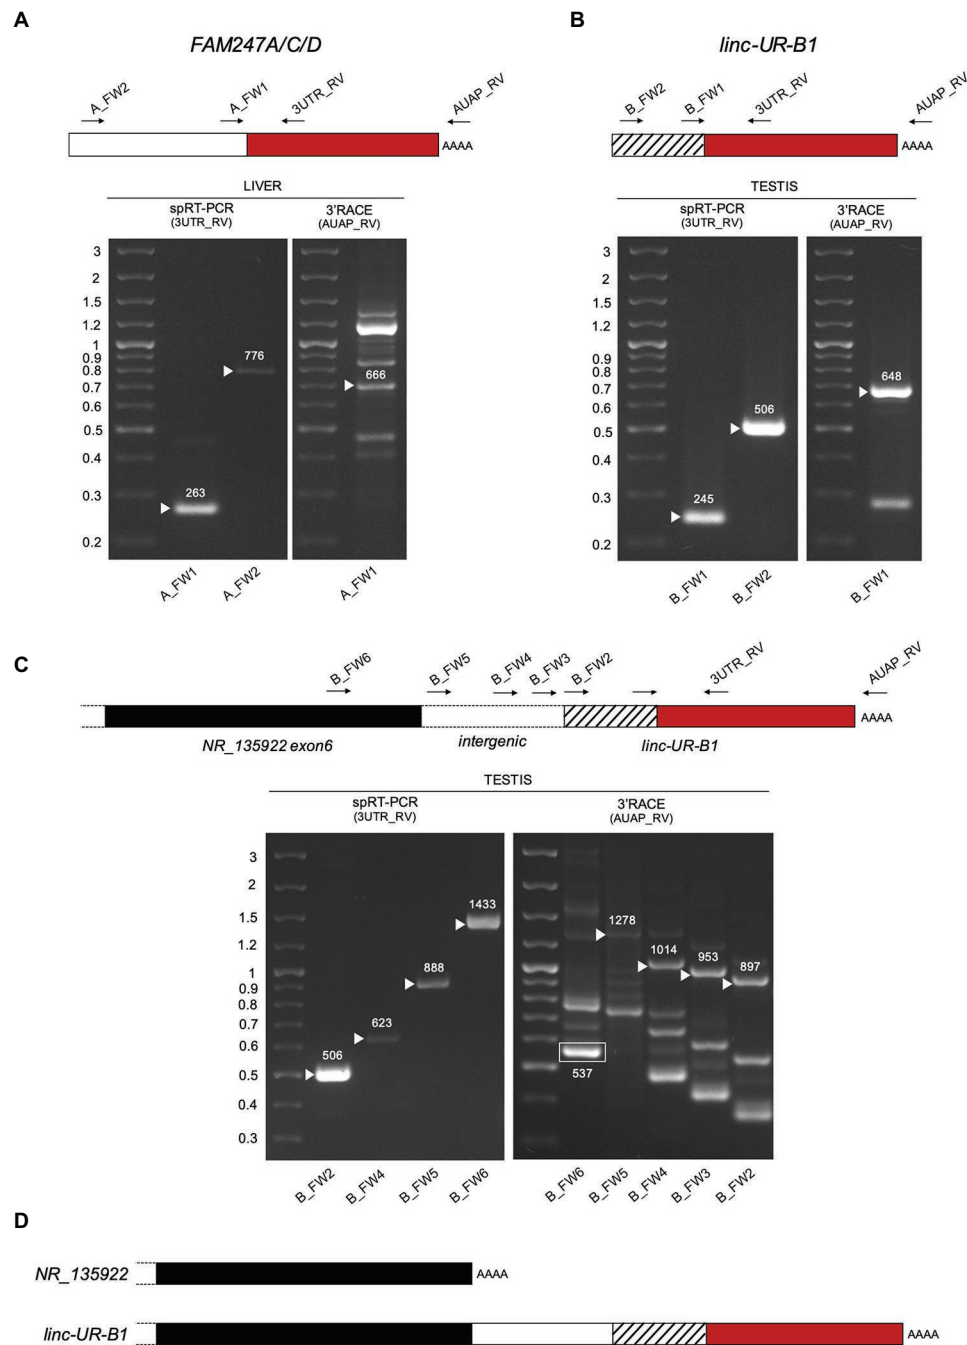 A
FAM247A/C/D
A_FW2
A_FW1
3UTR_RV
AUAP_RV
AAAA
LIVER
spRT-PCR
(3UTR_RV)
3'RACE
(AUAP_RV)
3
2
1.5
1.2
1
0.9
0.8
0.7
0.6
0.5
0.4
0.3
0.2
776
263
666
A_FW1
A_FW2
A_FW1
B
linc-UR-B1
B_FW2
B_FW1
3UTR_RV
AUAP_RV
AAAA
TESTIS
spRT-PCR
(3UTR_RV)
3'RACE
(AUAP_RV)
3
2
1.5
1.2
1
0.9
0.8
0.7
0.6
0.5
0.4
0.3
0.2
506
245
648
B_FW1
B_FW2
B_FW1
C
B_FW6
B_FW5
B_FW4
B_FW3
B_FW2
3UTR_RV
AUAP_RV
AAAA
NR_135922 exon6
intergenic
linc-UR-B1
TESTIS
spRT-PCR
(3UTR_RV)
3'RACE
(AUAP_RV)
3
2
1.5
1.2
1
0.9
0.8
0.7
0.6
0.5
0.4
0.3
506
623
888
1433
537
1278
1014
953
897
B_FW2
B_FW4
B_FW5
B_FW6
B_FW6
B_FW5
B_FW4
B_FW3
B_FW2
D
NR_135922
AAAA
linc-UR-B1
AAAA